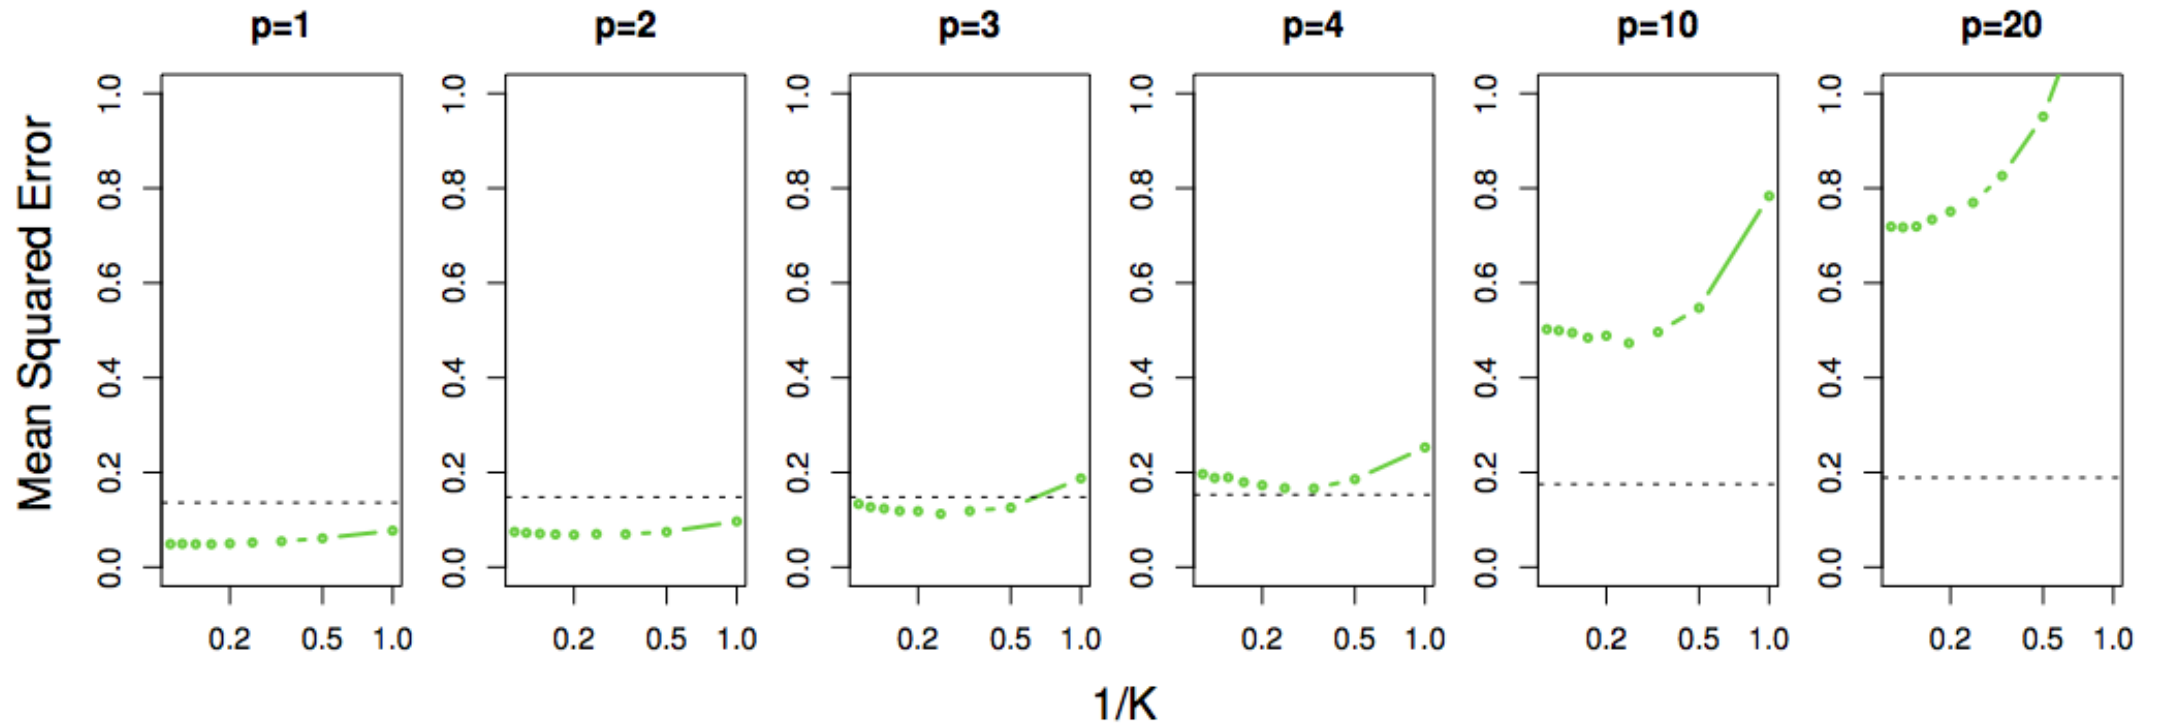 p=1 p=2 p=3 p=4 p=10 p=20
Mean Squared Error
1.0 1.0 1.0 1.0 1.0 1.0
0.8 0.8 0.8 0.8 0.8 0.8
0.6 0.6 0.6 0.6 0.6 0.6
0.4 0.4 0.4 0.4 0.4 0.4
0.2 0.2 0.2 0.2 0.2 0.2
0.0 0.0 0.0 0.0 0.0 0.0
0.2 0.5 1.0 0.2 0.5 1.0 0.2 0.5 1.0 0.2 0.5 1.0 0.2 0.5 1.0 0.2 0.5 1.0
1/K